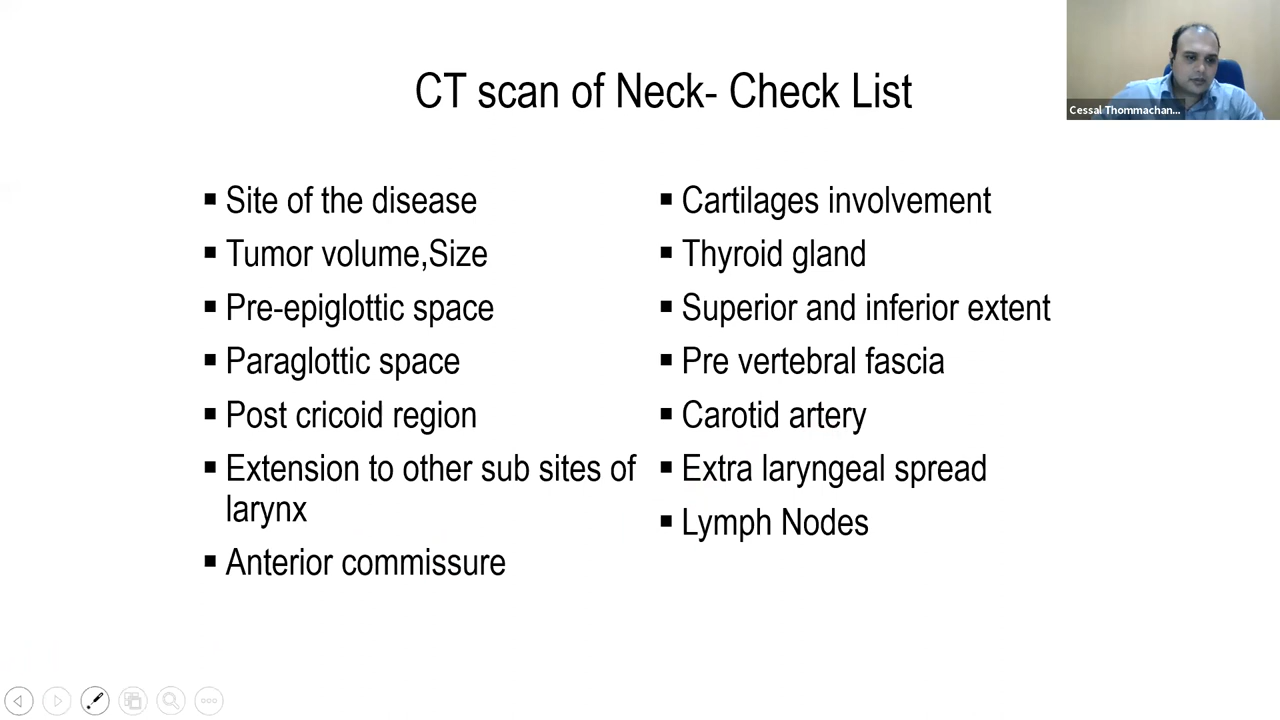 CT scan of Neck- Check List
Cessal Thommachan...
▪ Site of the disease
▪ Tumor volume,Size
▪ Pre-epiglottic space
▪ Paraglottic space
▪ Post cricoid region
▪ Extension to other sub sites of
larynx
▪ Anterior commissure
▪ Cartilages involvement
▪ Thyroid gland
▪ Superior and inferior extent
▪ Pre vertebral fascia
▪ Carotid artery
▪ Extra laryngeal spread
▪ Lymph Nodes